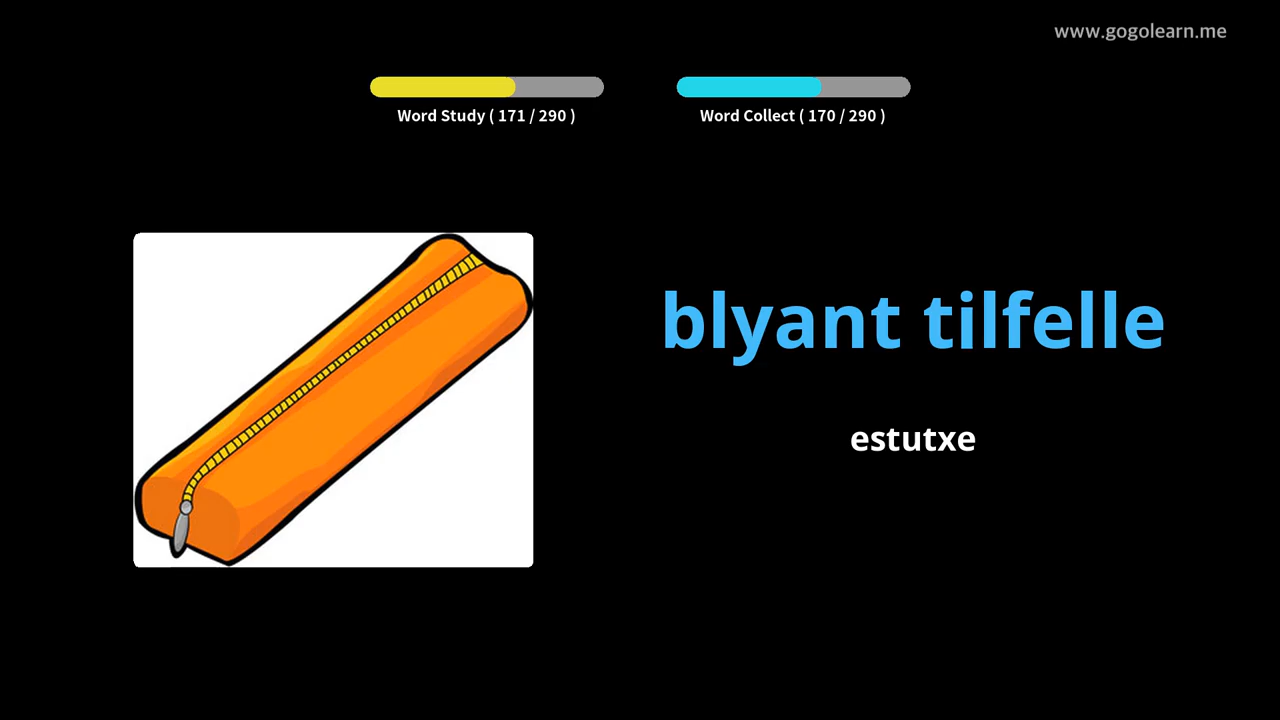 www.gogolearn.me
Word Study ( 171 / 290 )
Word Collect ( 170 / 290 )
blyant tilfelle
estutxe